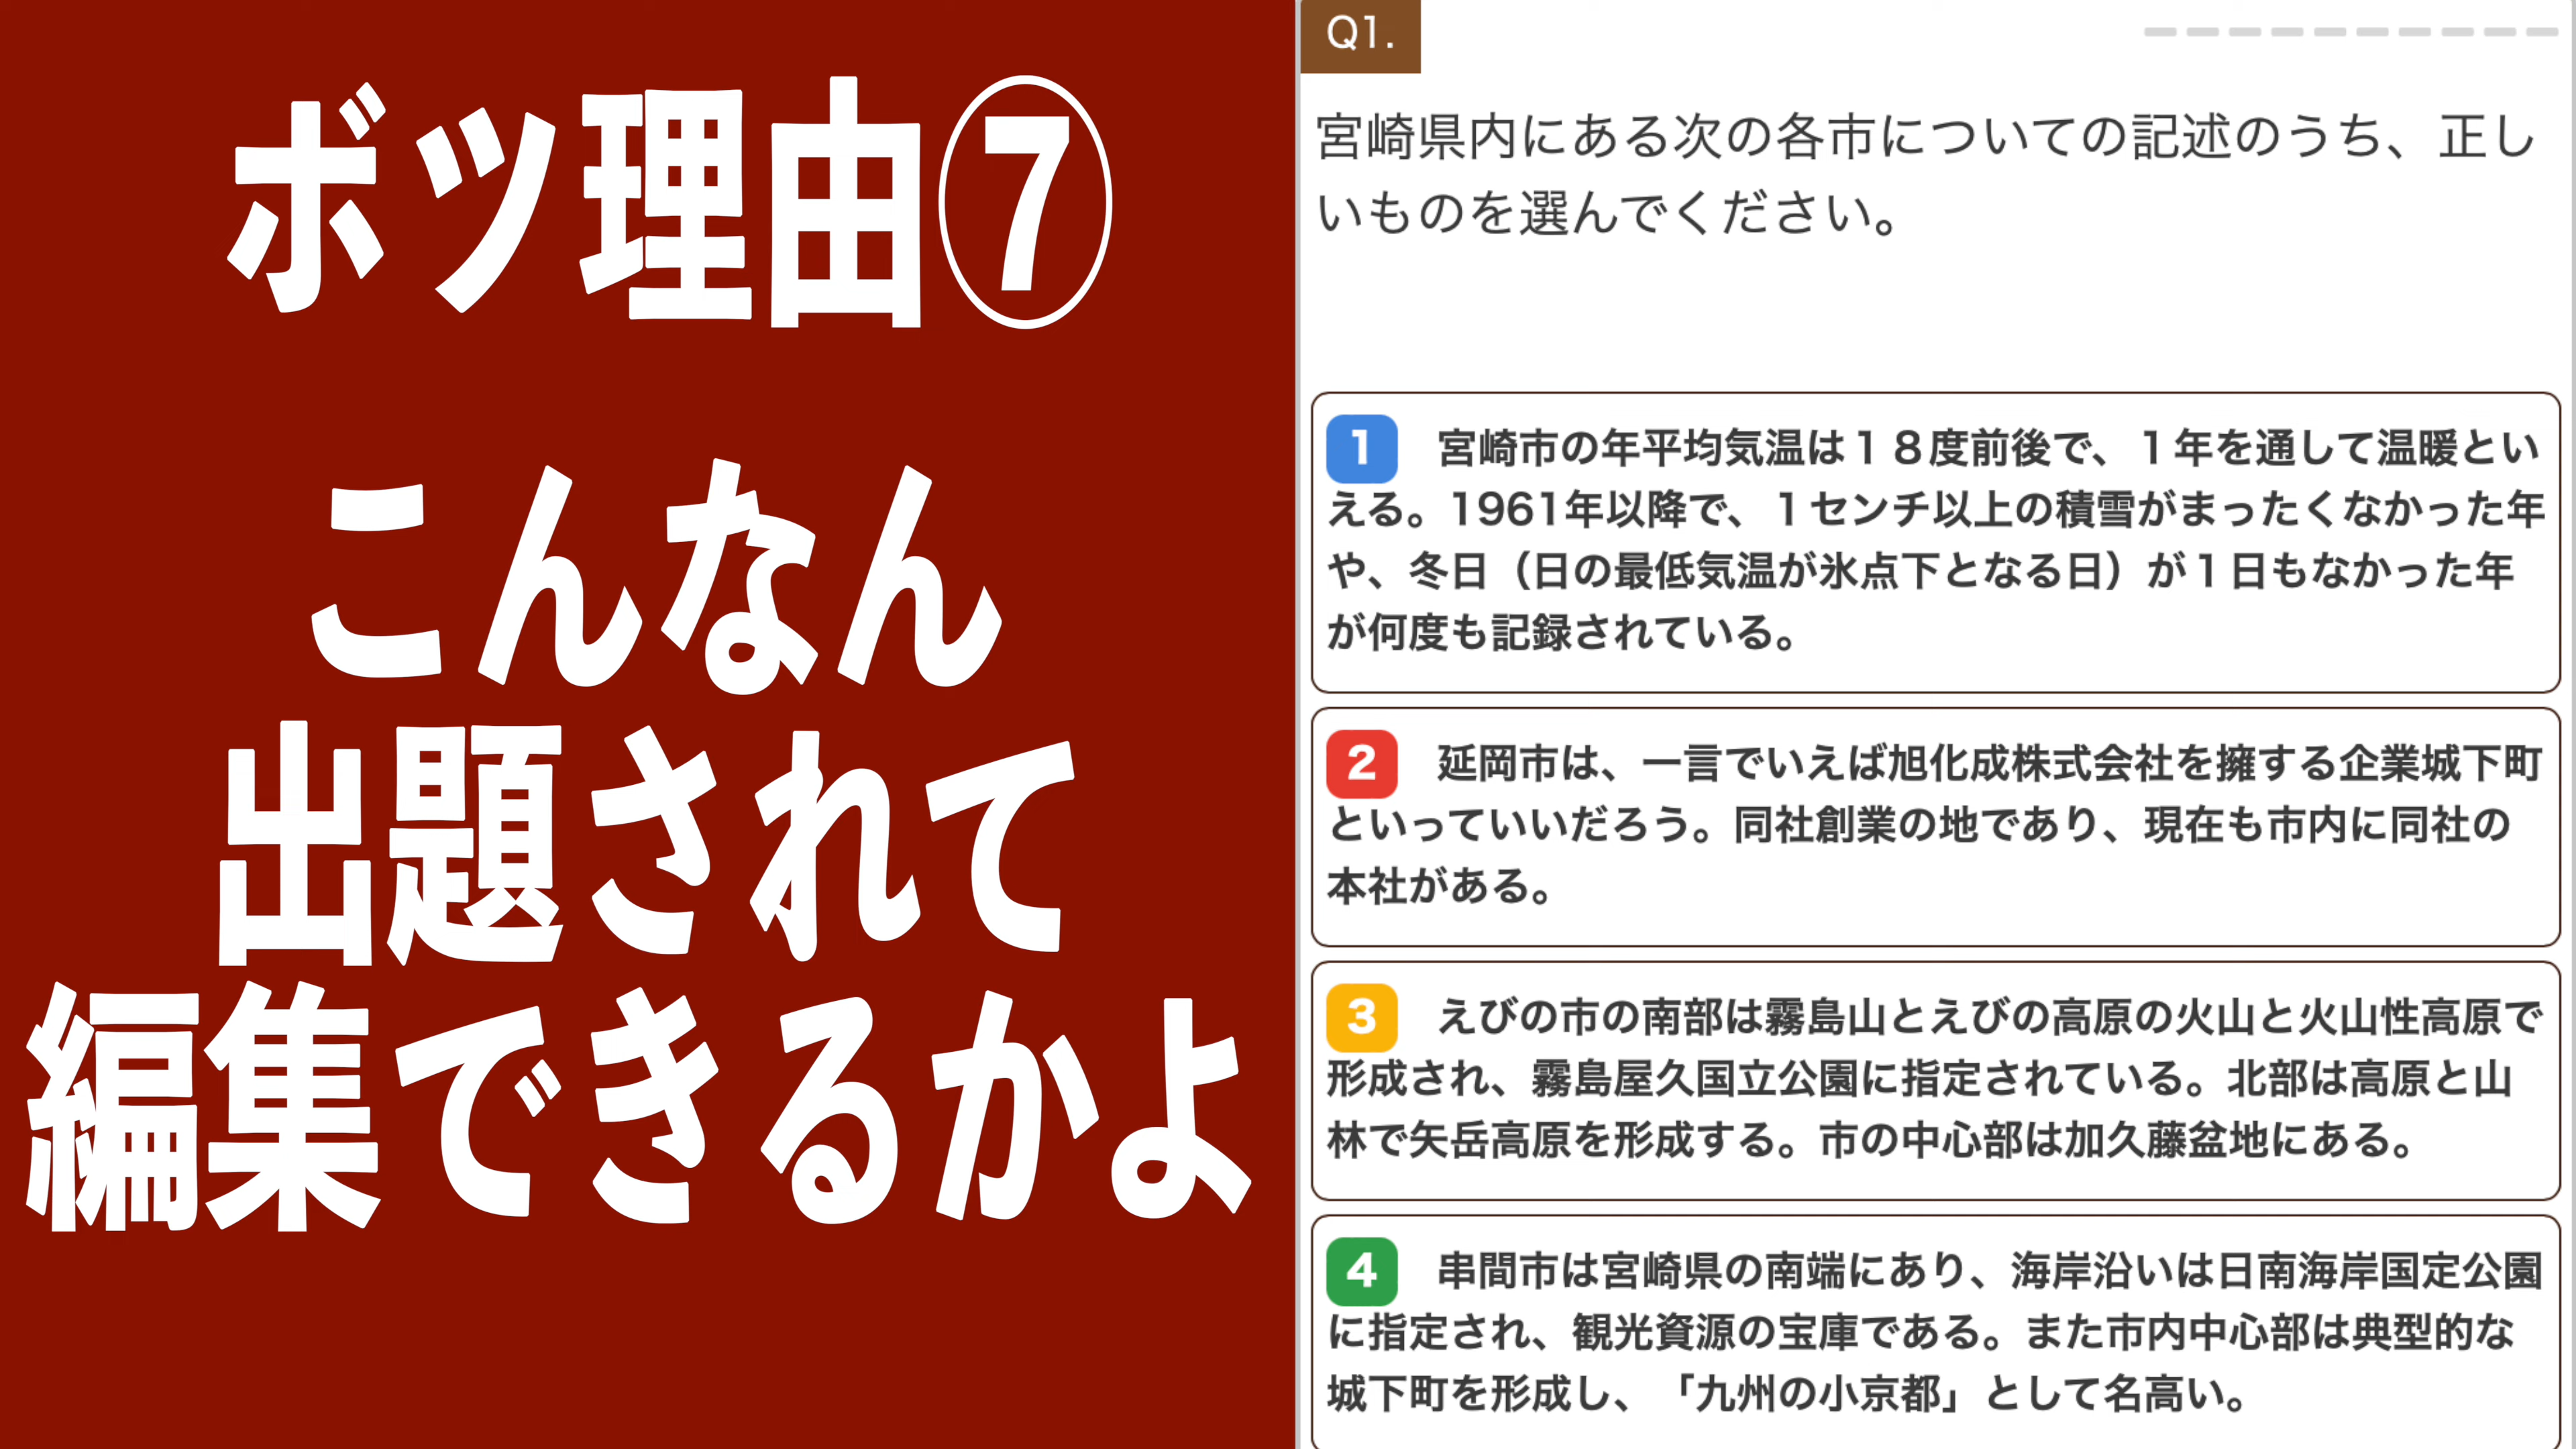 ボツ理由⑦
こんなん
出題されて
編集できるかよ
Q1.
宮崎県内にある次の各市についての記述のうち、正し
いものを選んでください。
1 宮崎市の年平均気温は１８度前後で、１年を通して温暖とい
える。1961年以降で、１センチ以上の積雪がまったくなかった年
や、冬日（日の最低気温が氷点下となる日）が１日もなかった年
が何度も記録されている。
2 延岡市は、一言でいえば旭化成株式会社を擁する企業城下町
といっていいだろう。同社創業の地であり、現在も市内に同社の
本社がある。
3 えびの市の南部は霧島山とえびの高原の火山と火山性高原で
形成され、霧島屋久国立公園に指定されている。北部は高原と山
林で矢岳高原を形成する。市の中心部は加久藤盆地にある。
4 串間市は宮崎県の南端にあり、海岸沿いは日南海岸国定公園
に指定され、観光資源の宝庫である。また市内中心部は典型的な
城下町を形成し、「九州の小京都」として名高い。